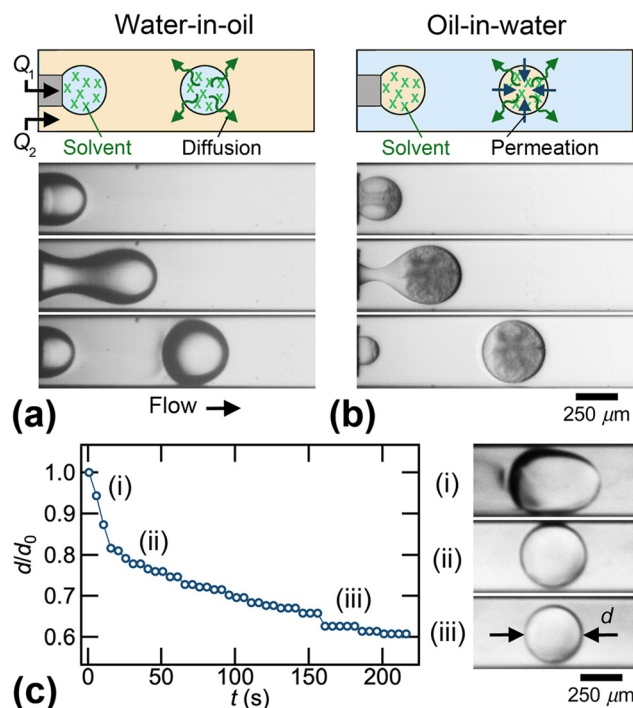 Water-in-oil
Oil-in-water
Q1
Q2
Solvent
Diffusion
Solvent
Permeation
(a)
Flow
(b)
250 μm
(c)
d/d0
1.0
0.9
0.8
0.7
0.6
(i)
(ii)
(iii)
0
50
100
150
200
t (s)
(i)
(ii)
(iii)
d
250 μm